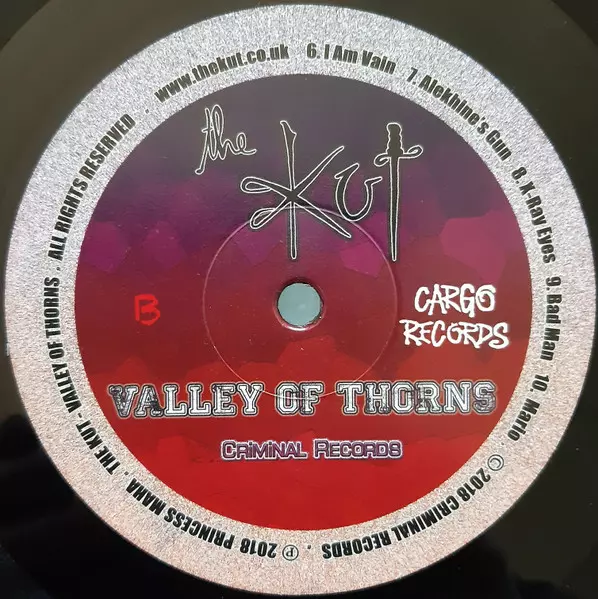 www.thekut.co.uk 6. I Am Vain 7. Alekhine's Gun 8. X-Ray Eyes 9. Bad Man 10. Mario .
© 2018 CRIMINAL RECORDS . ℗ 2018 PRINCESS MAHA . THE KUT - VALLEY OF THORNS . ALL RIGHTS RESERVED .
the
Kut
B
CARGO
RECORDS
VALLEY OF THORNS
CRiMiNAL RECORDS